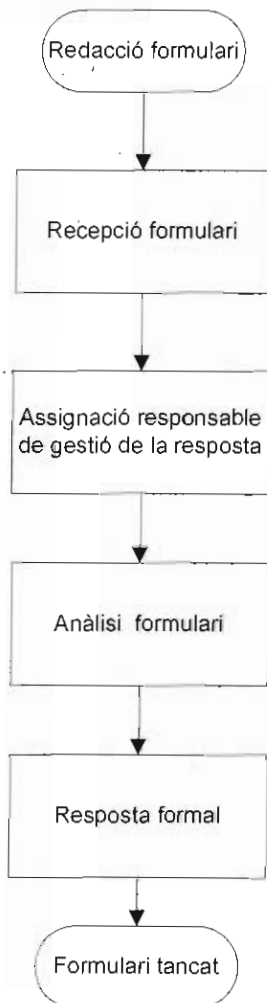 Redacció formulari
Recepció formulari
Assignació responsable
de gestió de la resposta
Anàlisi formulari
Resposta formal
Formulari tancat